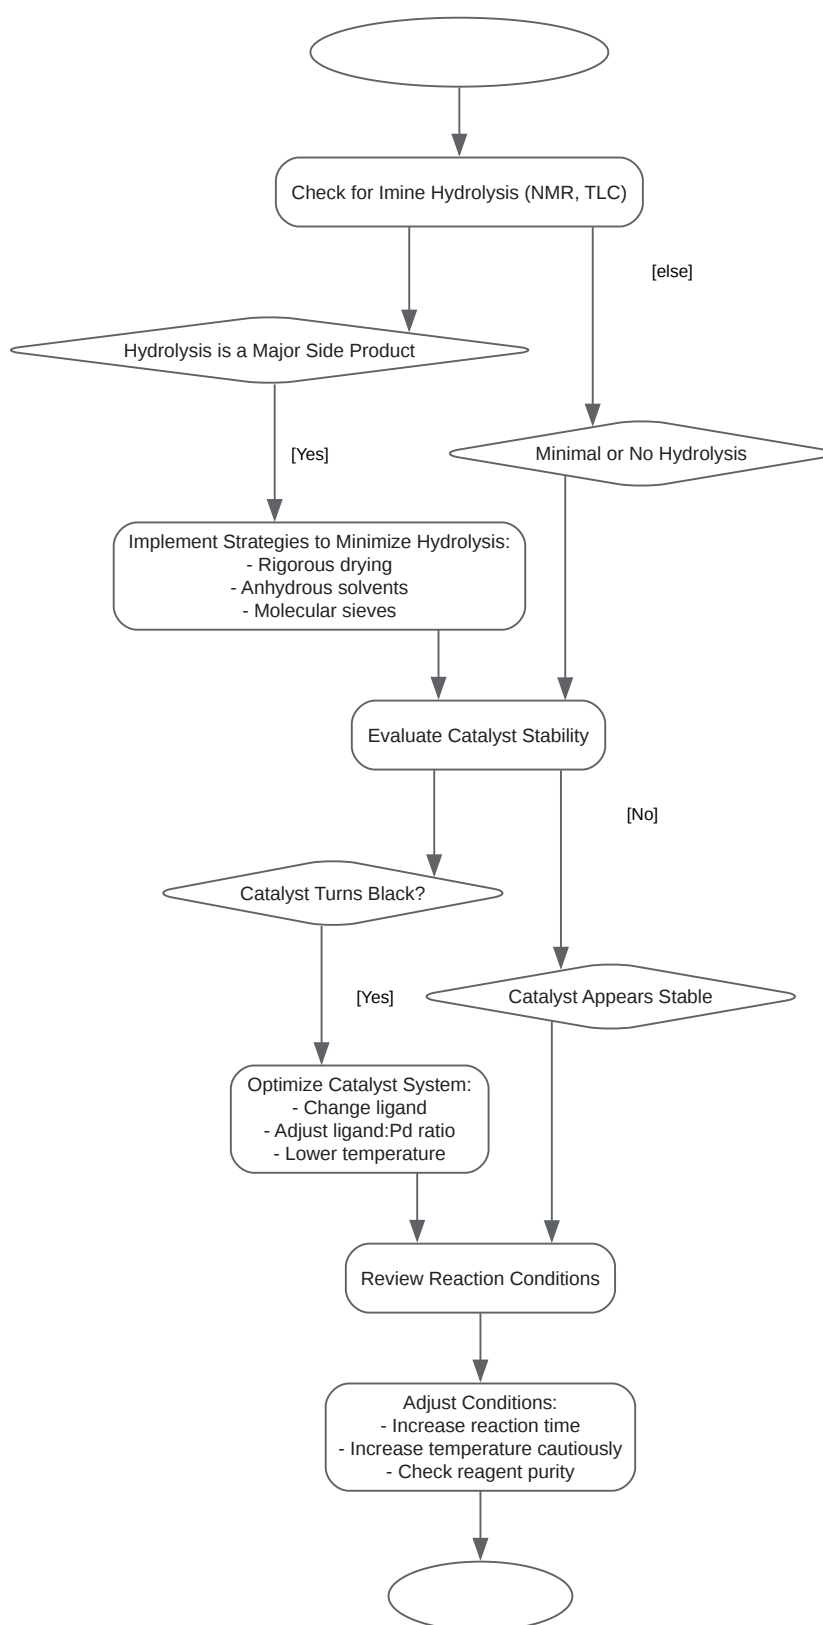 Check for Imine Hydrolysis (NMR, TLC)
[else]
Hydrolysis is a Major Side Product
[Yes]
Minimal or No Hydrolysis
Implement Strategies to Minimize Hydrolysis:
- Rigorous drying
- Anhydrous solvents
- Molecular sieves
Evaluate Catalyst Stability
[No]
Catalyst Turns Black?
[Yes]
Catalyst Appears Stable
Optimize Catalyst System:
- Change ligand
- Adjust ligand:Pd ratio
- Lower temperature
Review Reaction Conditions
Adjust Conditions:
- Increase reaction time
- Increase temperature cautiously
- Check reagent purity